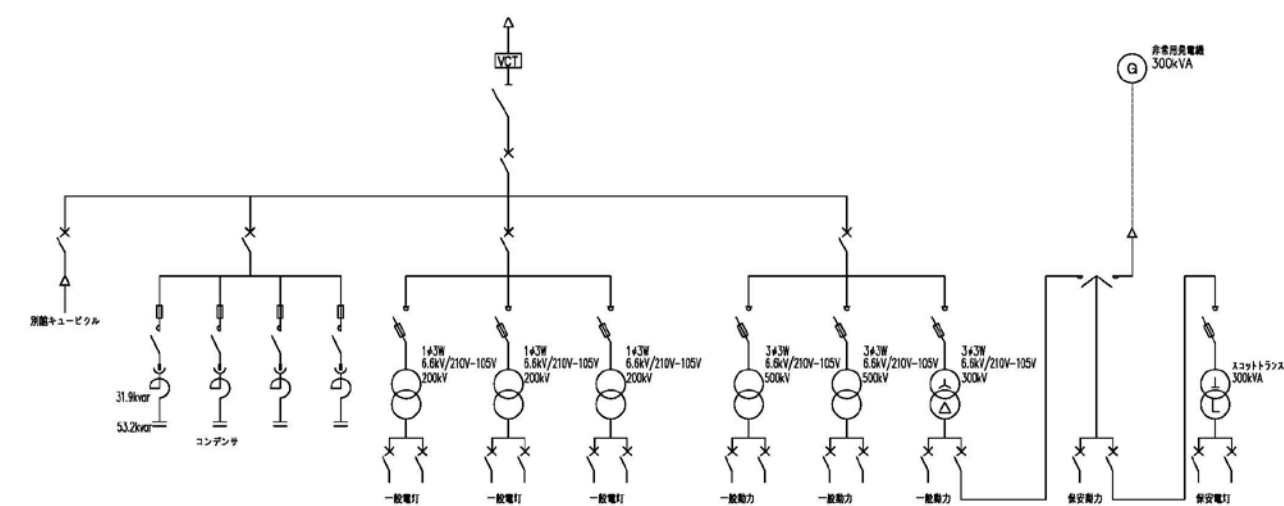 VCT
G
非常用発電機
300kVA
別館キュービクル
31.9kvar
53.2kvar
コンデンサ
1φ3W
6.6kV/210V-105V
200kV
一般電灯
1φ3W
6.6kV/210V-105V
200kV
一般電灯
1φ3W
6.6kV/210V-105V
200kV
一般電灯
3φ3W
6.6kV/210V-105V
500kV
一般動力
3φ3W
6.6kV/210V-105V
500kV
一般動力
3φ3W
6.6kV/210V-105V
300kV
一般動力
保安動力
スコットトランス
300kVA
保安電灯